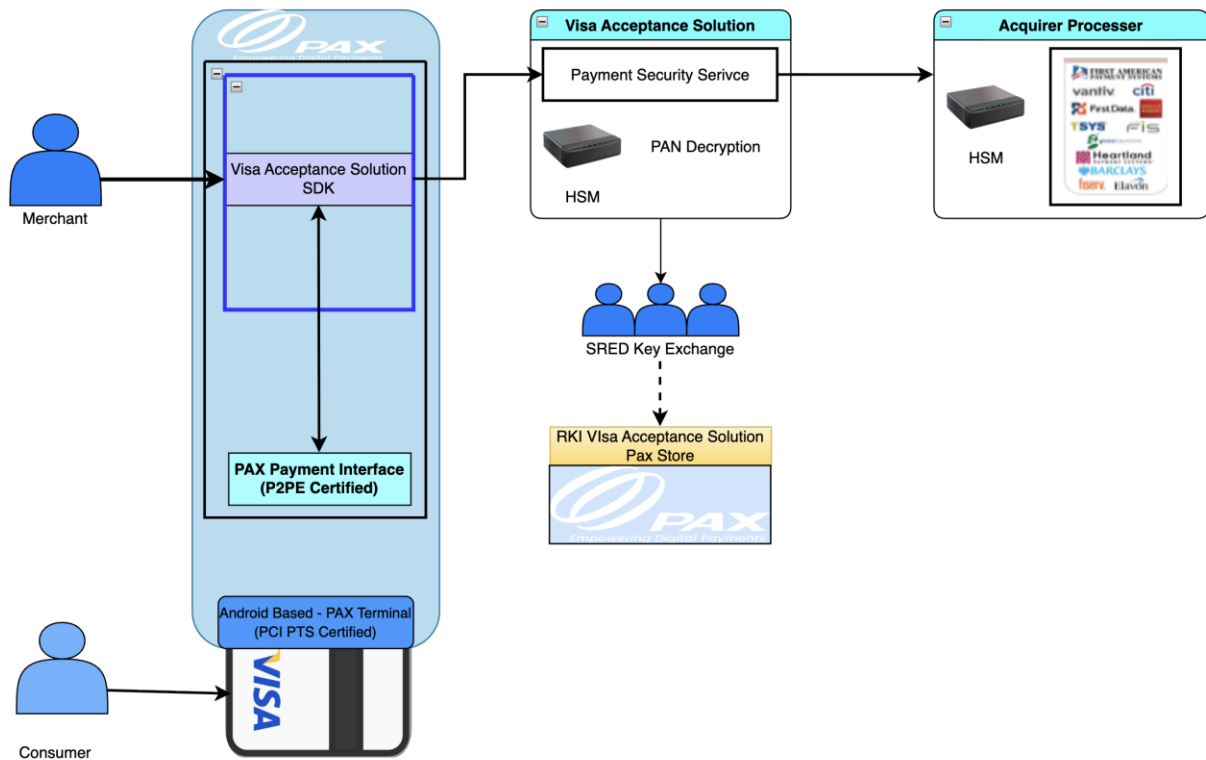 PAX
Empowering Digital Payments
Merchant
Visa Acceptance Solution
SDK
PAX Payment Interface
(P2PE Certified)
Android Based - PAX Terminal
(PCI PTS Certified)
VISA
Consumer
Visa Acceptance Solution
Payment Security Serivce
PAN Decryption
HSM
SRED Key Exchange
RKI VIsa Acceptance Solution
Pax Store
PAX
Empowering Digital Payments
Acquirer Processer
HSM
FIRST AMERICAN
PAYMENT SYSTEMS
vantiv
citi
First Data.
WELLS
FARGO
TSYS
FIS
globalpayments
Heartland
PAYMENT SYSTEMS
BARCLAYS
fiserv.
Elavon